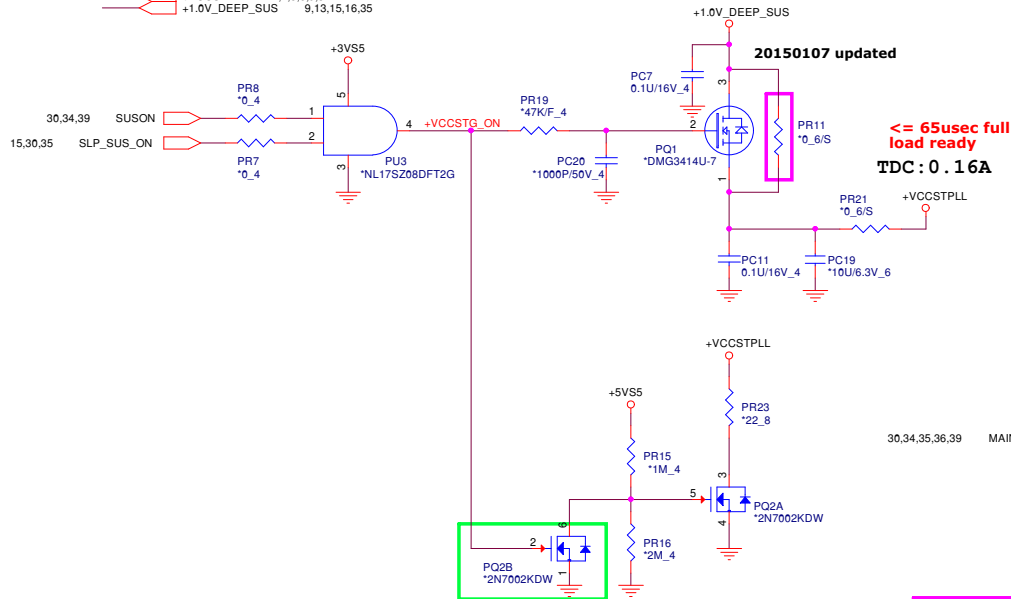 +1.0V_DEEP_SUS 9,13,15,16,35
+1.0V_DEEP_SUS
20150107 updated
+3VS5
PC7
0.1U/16V_4
3
PR8
*0_4
5
PR19
*47K/F_4
30,34,39 SUSON
1
4
+VCCSTG_ON
2
PR11
*0_6/S
<= 65usec full
load ready
15,30,35 SLP_SUS_ON
2
PR7
*0_4
3
PU3
*NL17SZ08DFT2G
PC20
*1000P/50V_4
PQ1
*DMG3414U-7
1
TDC:0.16A
PR21
*0_6/S
+VCCSTPLL
PC11
0.1U/16V_4
PC19
*10U/6.3V_6
+VCCSTPLL
+5VS5
PR23
*22_8
30,34,35,36,39 MAI
PR15
*1M_4
3
5
PQ2A
*2N7002KDW
4
6
2
PR16
*2M_4
PQ2B
*2N7002KDW
1